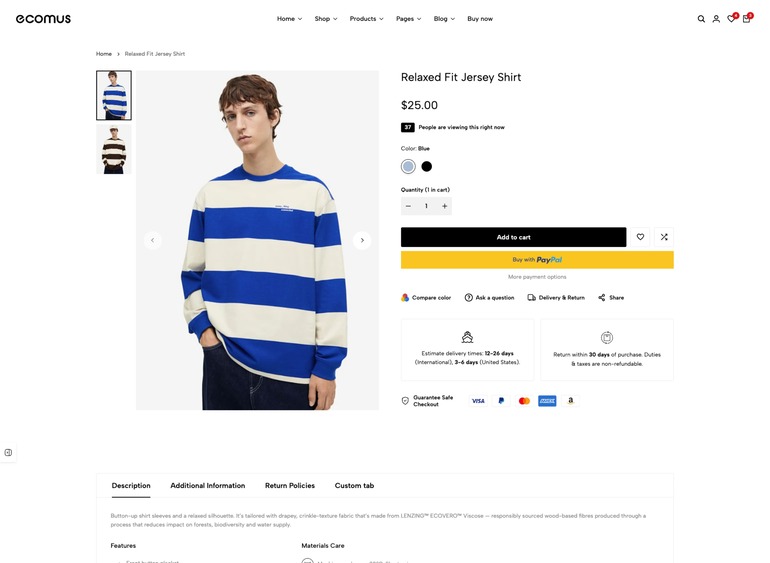 ecomus
Home
Shop
Products
Pages
Blog
Buy now
Home
Relaxed Fit Jersey Shirt
Relaxed Fit Jersey Shirt
$25.00
37 People are viewing this right now
Color: Blue
Quantity (1 in cart)
1
Add to cart
Buy with PayPal
More payment options
Compare color
Ask a question
Delivery & Return
Share
Estimate delivery times: 12-26 days
(International), 3-6 days (United States).
Return within 30 days of purchase. Duties
& taxes are non-refundable.
Guarantee Safe
Checkout
VISA
Description
Additional Information
Return Policies
Custom tab
Button-up shirt sleeves and a relaxed silhouette. It's tailored with drapey, crinkle-texture fabric that's made from LENZING™ ECOVERO™ Viscose — responsibly sourced wood-based fibres produced through a
process that reduces impact on forests, biodiversity and water supply.
Features
Materials Care